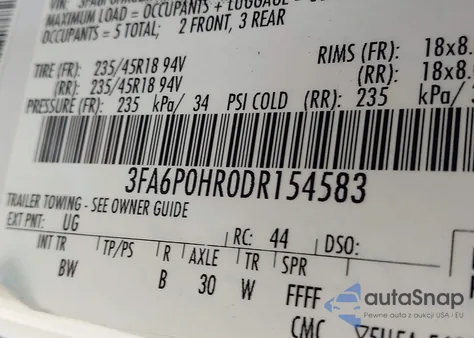 MAXIMUM LOAD = OCCUPANTS + LUGGAGE =
OCCUPANTS = 5 TOTAL; 2 FRONT, 3 REAR
TIRE (FR): 235/45R18 94V RIMS (FR): 18x8.
(RR): 235/45R18 94V (RR): 18x8.
PRESSURE (FR): 235 kPa/ 34 PSI COLD (RR): 235 kPa/
3FA6P0HR0DR154583
TRAILER TOWING - SEE OWNER GUIDE
EXT PNT: UG RC: 44 DSO:
INT TR TP/PS R AXLE TR SPR
BW B 30 W FFFF
CMC
autoSnap
Pewne auta z aukcji USA i EU